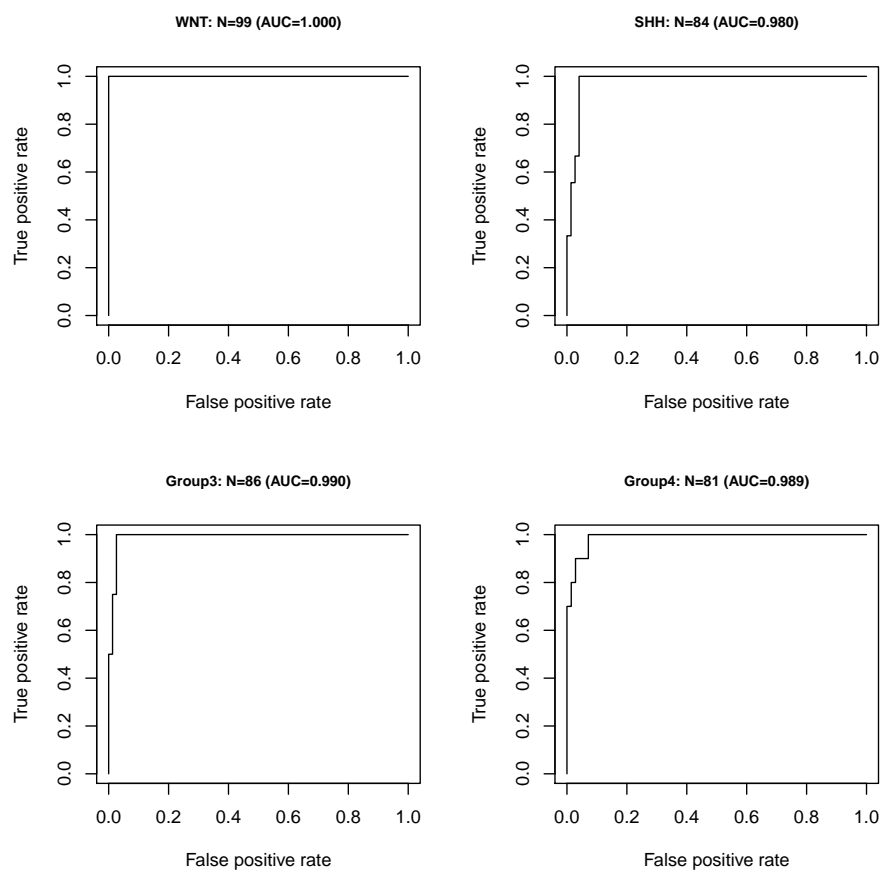 WNT: N=99 (AUC=1.000)
True positive rate
1.0
0.8
0.6
0.4
0.2
0.0
0.0 0.2 0.4 0.6 0.8 1.0
False positive rate
SHH: N=84 (AUC=0.980)
True positive rate
1.0
0.8
0.6
0.4
0.2
0.0
0.0 0.2 0.4 0.6 0.8 1.0
False positive rate
Group3: N=86 (AUC=0.990)
True positive rate
1.0
0.8
0.6
0.4
0.2
0.0
0.0 0.2 0.4 0.6 0.8 1.0
False positive rate
Group4: N=81 (AUC=0.989)
True positive rate
1.0
0.8
0.6
0.4
0.2
0.0
0.0 0.2 0.4 0.6 0.8 1.0
False positive rate